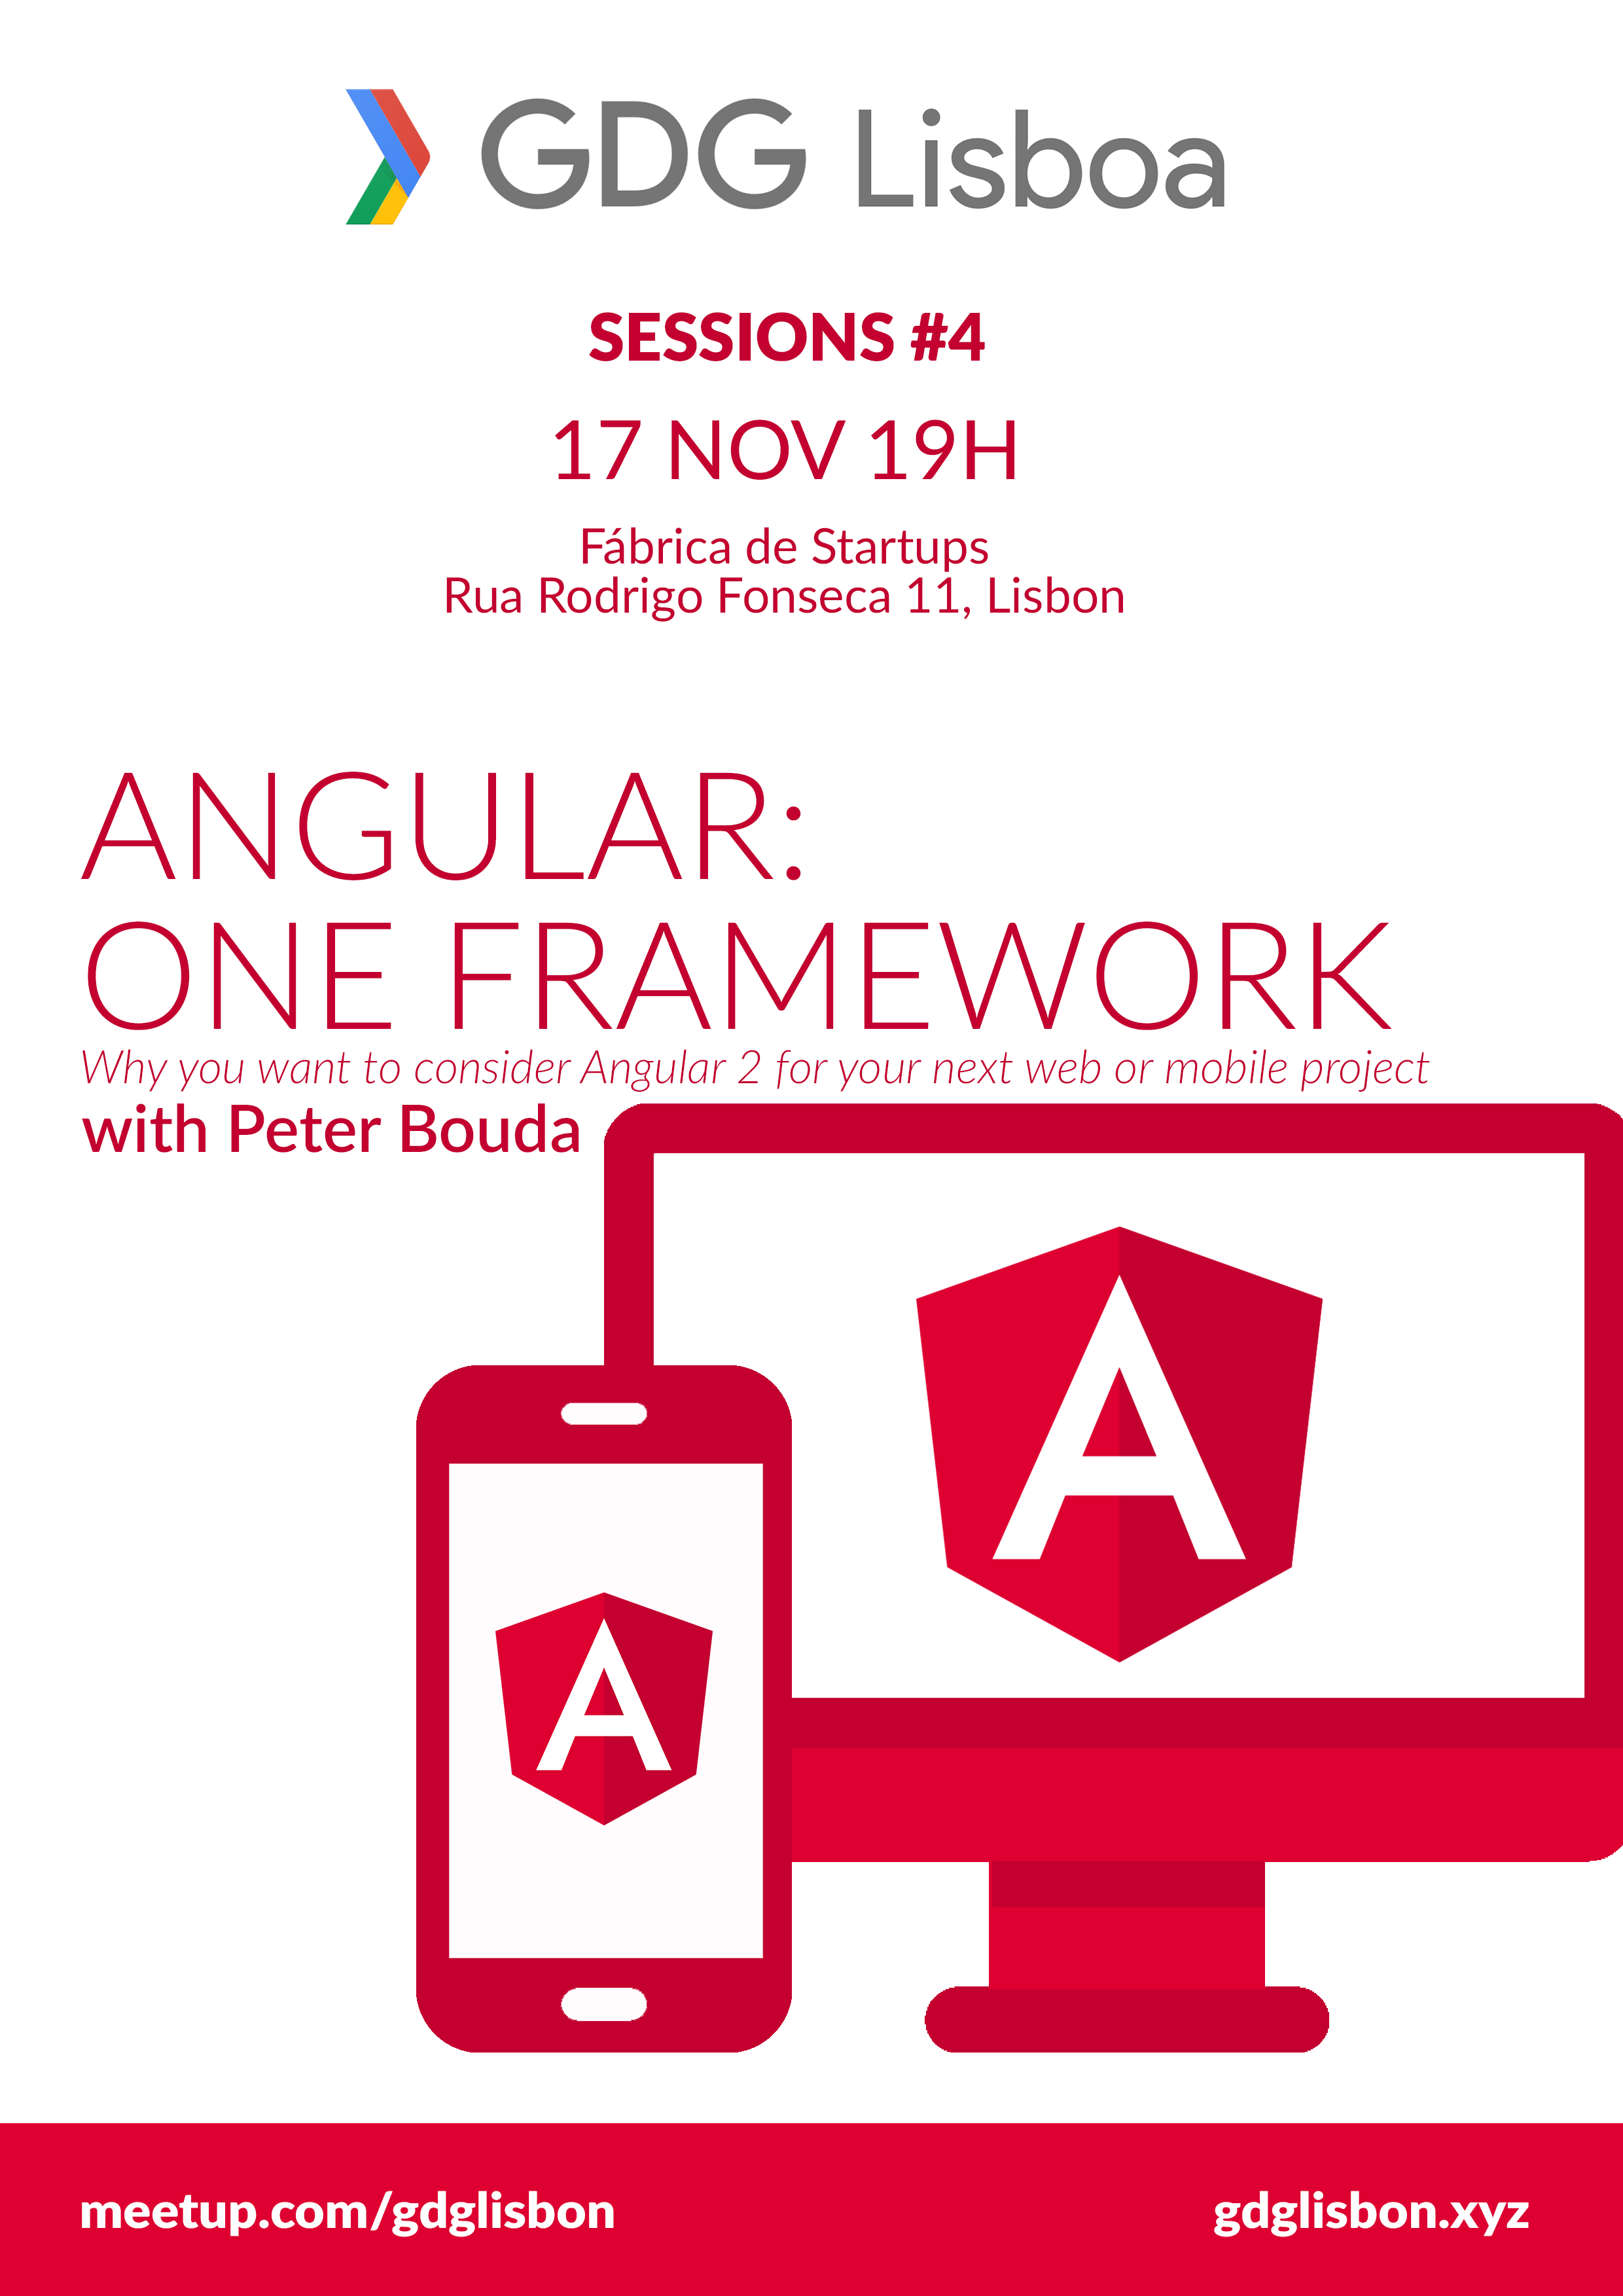 GDG Lisboa
SESSIONS #4
17 NOV 19H
Fábrica de Startups
Rua Rodrigo Fonseca 11, Lisbon
ANGULAR:
ONE FRAMEWORK
Why you want to consider Angular 2 for your next web or mobile project
with Peter Bouda
A
A
meetup.com/gdglisbon
gdglisbon.xyz